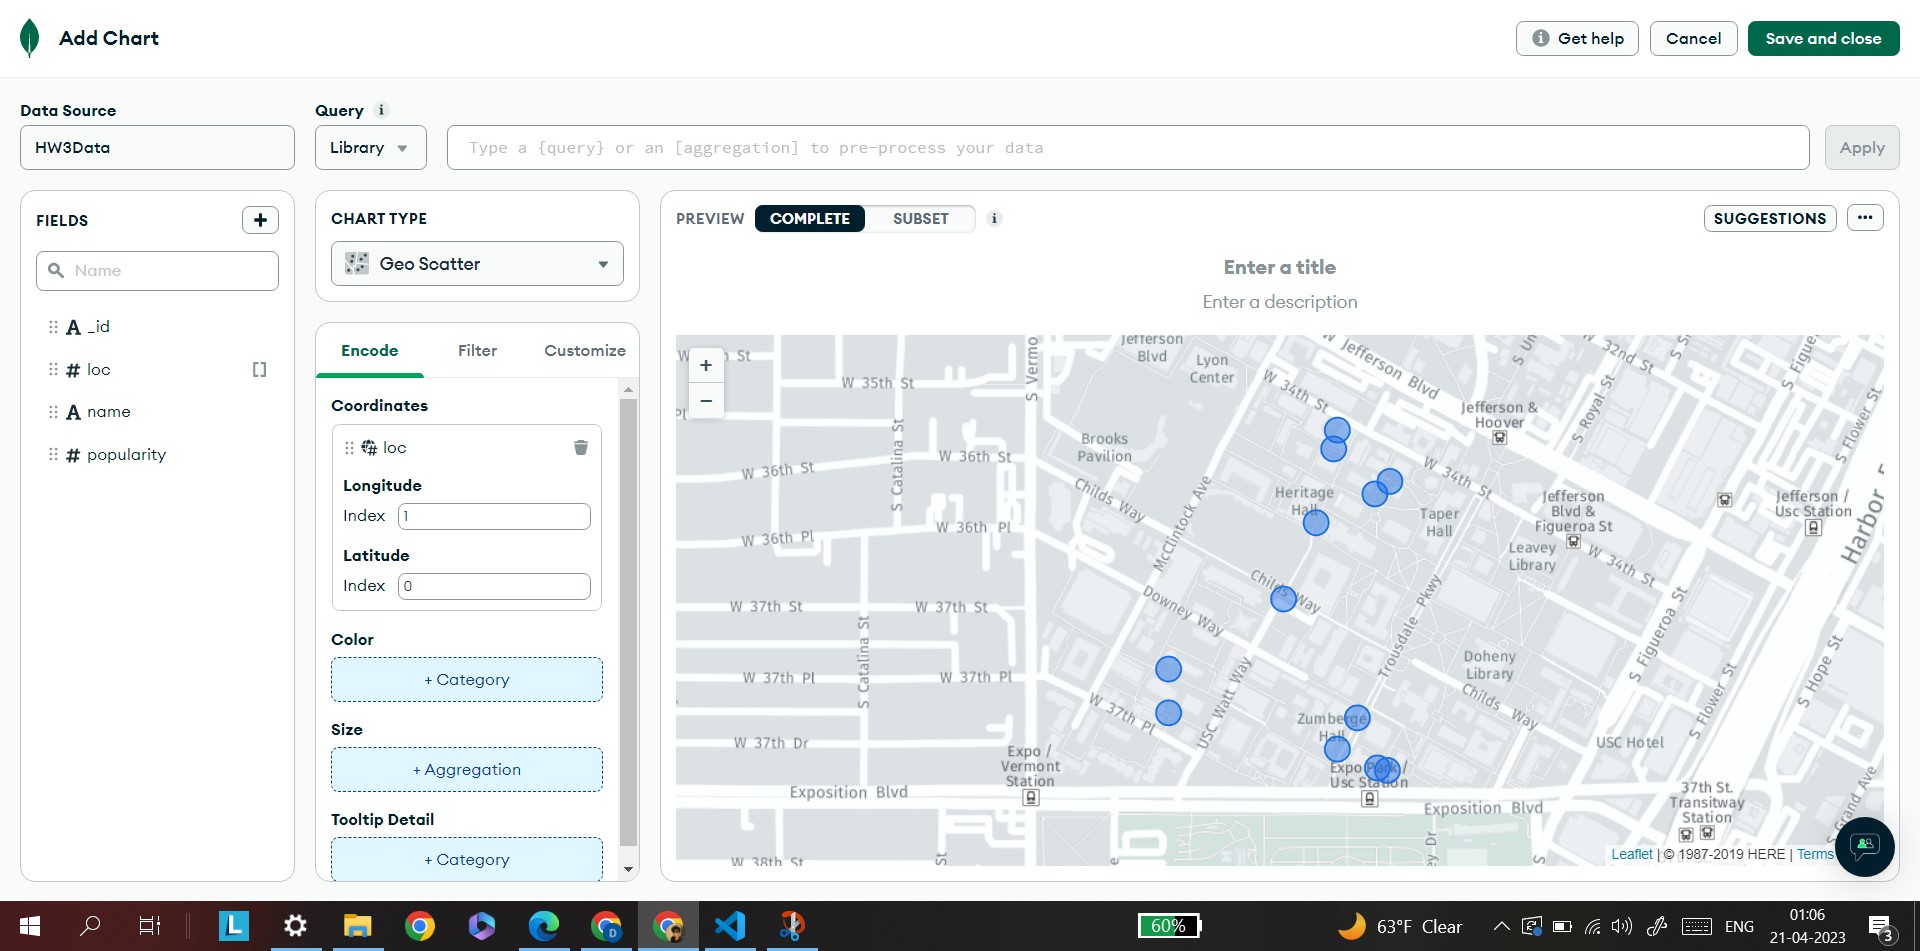 Add Chart
Get help
Cancel
Save and close
Data Source
Query
HW3Data
Library
Type a {query} or an [aggregation] to pre-process your data
Apply
FIELDS
Name
_id
loc
name
popularity
CHART TYPE
Geo Scatter
Encode
Filter
Customize
Coordinates
loc
Longitude
Index 1
Latitude
Index 0
Color
+ Category
Size
+ Aggregation
Tooltip Detail
+ Category
PREVIEW
COMPLETE
SUBSET
SUGGESTIONS
Enter a title
Enter a description
+
−
W 35th St
S Vermo
Jefferson
Blvd
Lyon
Center
W Jefferson Blvd
W 34th St
S Royal St
W 32nd St
S Figue
S Flower St
Jefferson &
Hoover
Brooks
Pavilion
S Catalina St
W 36th St
W 36th St
Childs Way
McClintock Ave
Heritage
Hall
W 34th St
Taper
Hall
Jefferson
Blvd &
Figueroa St
Jefferson /
Usc Station
Harbor
W 36th Pl
W 36th Pl
Leavey
Library
W 34th St
Childs Way
Downey Way
W 37th St
W 37th St
Trousdale Pkwy
S Figueroa St
S Hope St
S Catalina St
W 37th Pl
W 37th Pl
Doheny
Library
Childs Way
S Flower St
USC Watt Way
W 37th Pl
Zumberge
Hall
W 37th Dr
USC Hotel
Expo /
Vermont
Station
Expo Park /
Usc Station
Exposition Blvd
Exposition Blvd
37th St.
Transitway
Station
S Grand Ave
W 38th St
Leaflet | © 1987-2019 HERE | Terms
60%
63°F Clear
ENG
01:06
21-04-2023
3